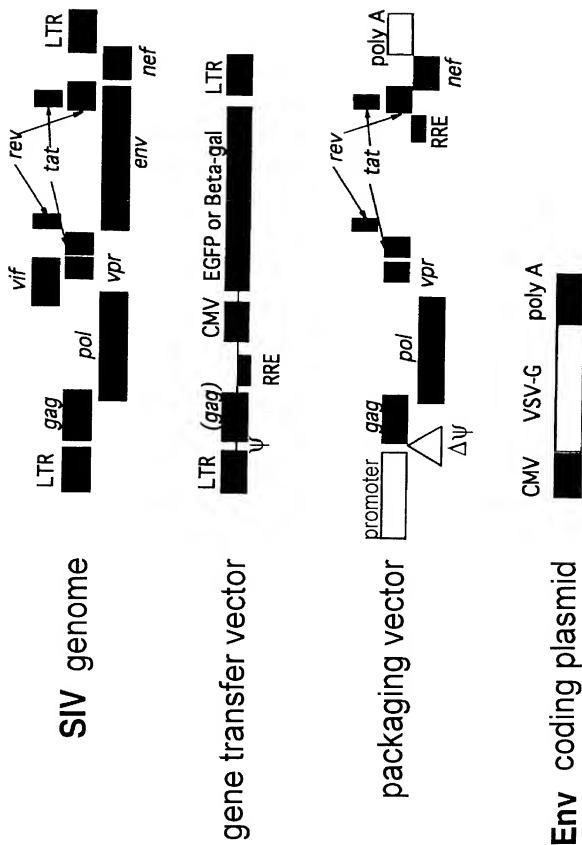 SIV genome
LTR
gag
pol
vif
vpr
rev
tat
env
nef
LTR
gene transfer vector
LTR
ψ
(gag)
RRE
CMV
EGFP or Beta-gal
LTR
packaging vector
promoter
Δψ
gag
pol
vpr
rev
tat
RRE
nef
poly A
Env coding plasmid
CMV
VSV-G
poly A